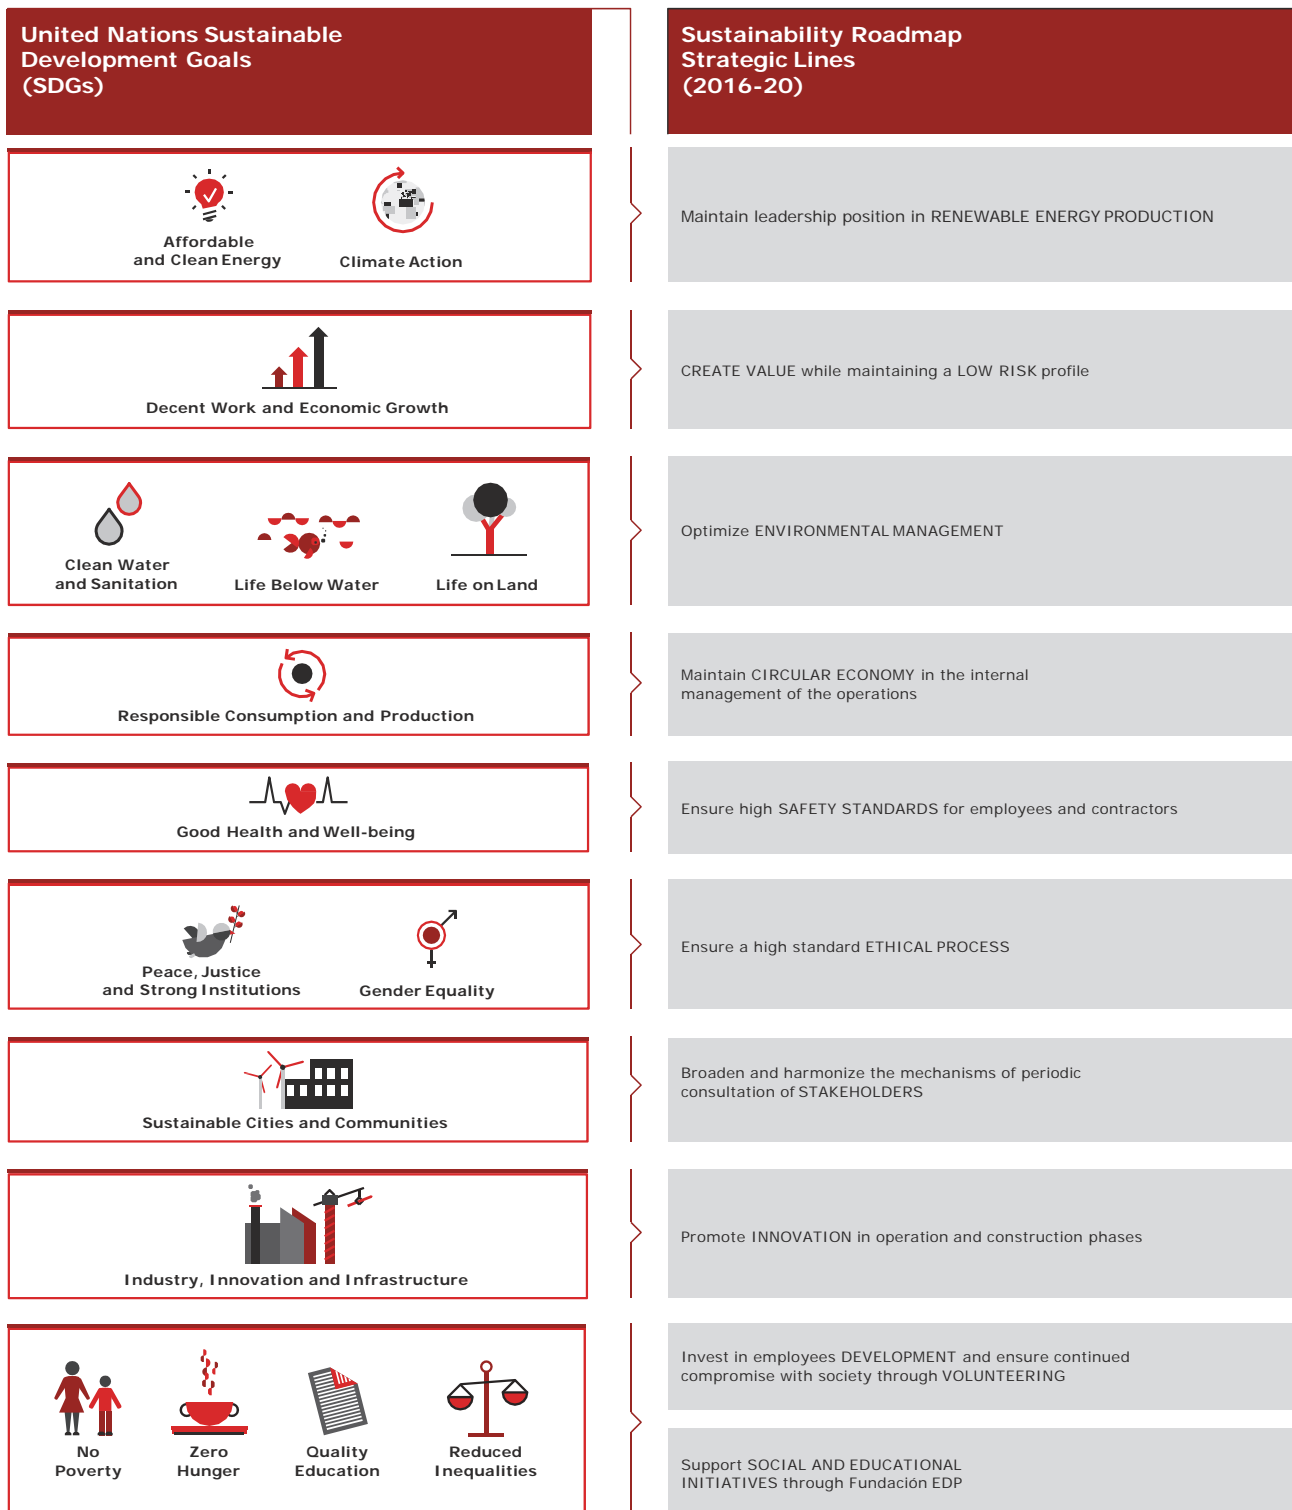 United Nations Sustainable
Development Goals
(SDGs)
Sustainability Roadmap
Strategic Lines
(2016-20)
Affordable
and Clean Energy
Climate Action
Maintain leadership position in RENEWABLE ENERGY PRODUCTION
Decent Work and Economic Growth
CREATE VALUE while maintaining a LOW RISK profile
Clean Water
and Sanitation
Life Below Water
Life on Land
Optimize ENVIRONMENTAL MANAGEMENT
Responsible Consumption and Production
Maintain CIRCULAR ECONOMY in the internal
management of the operations
Good Health and Well-being
Ensure high SAFETY STANDARDS for employees and contractors
Peace, Justice
and Strong Institutions
Gender Equality
Ensure a high standard ETHICAL PROCESS
Sustainable Cities and Communities
Broaden and harmonize the mechanisms of periodic
consultation of STAKEHOLDERS
Industry, Innovation and Infrastructure
Promote INNOVATION in operation and construction phases
No
Poverty
Zero
Hunger
Quality
Education
Reduced
Inequalities
Invest in employees DEVELOPMENT and ensure continued
compromise with society through VOLUNTEERING
Support SOCIAL AND EDUCATIONAL
INITIATIVES through Fundación EDP